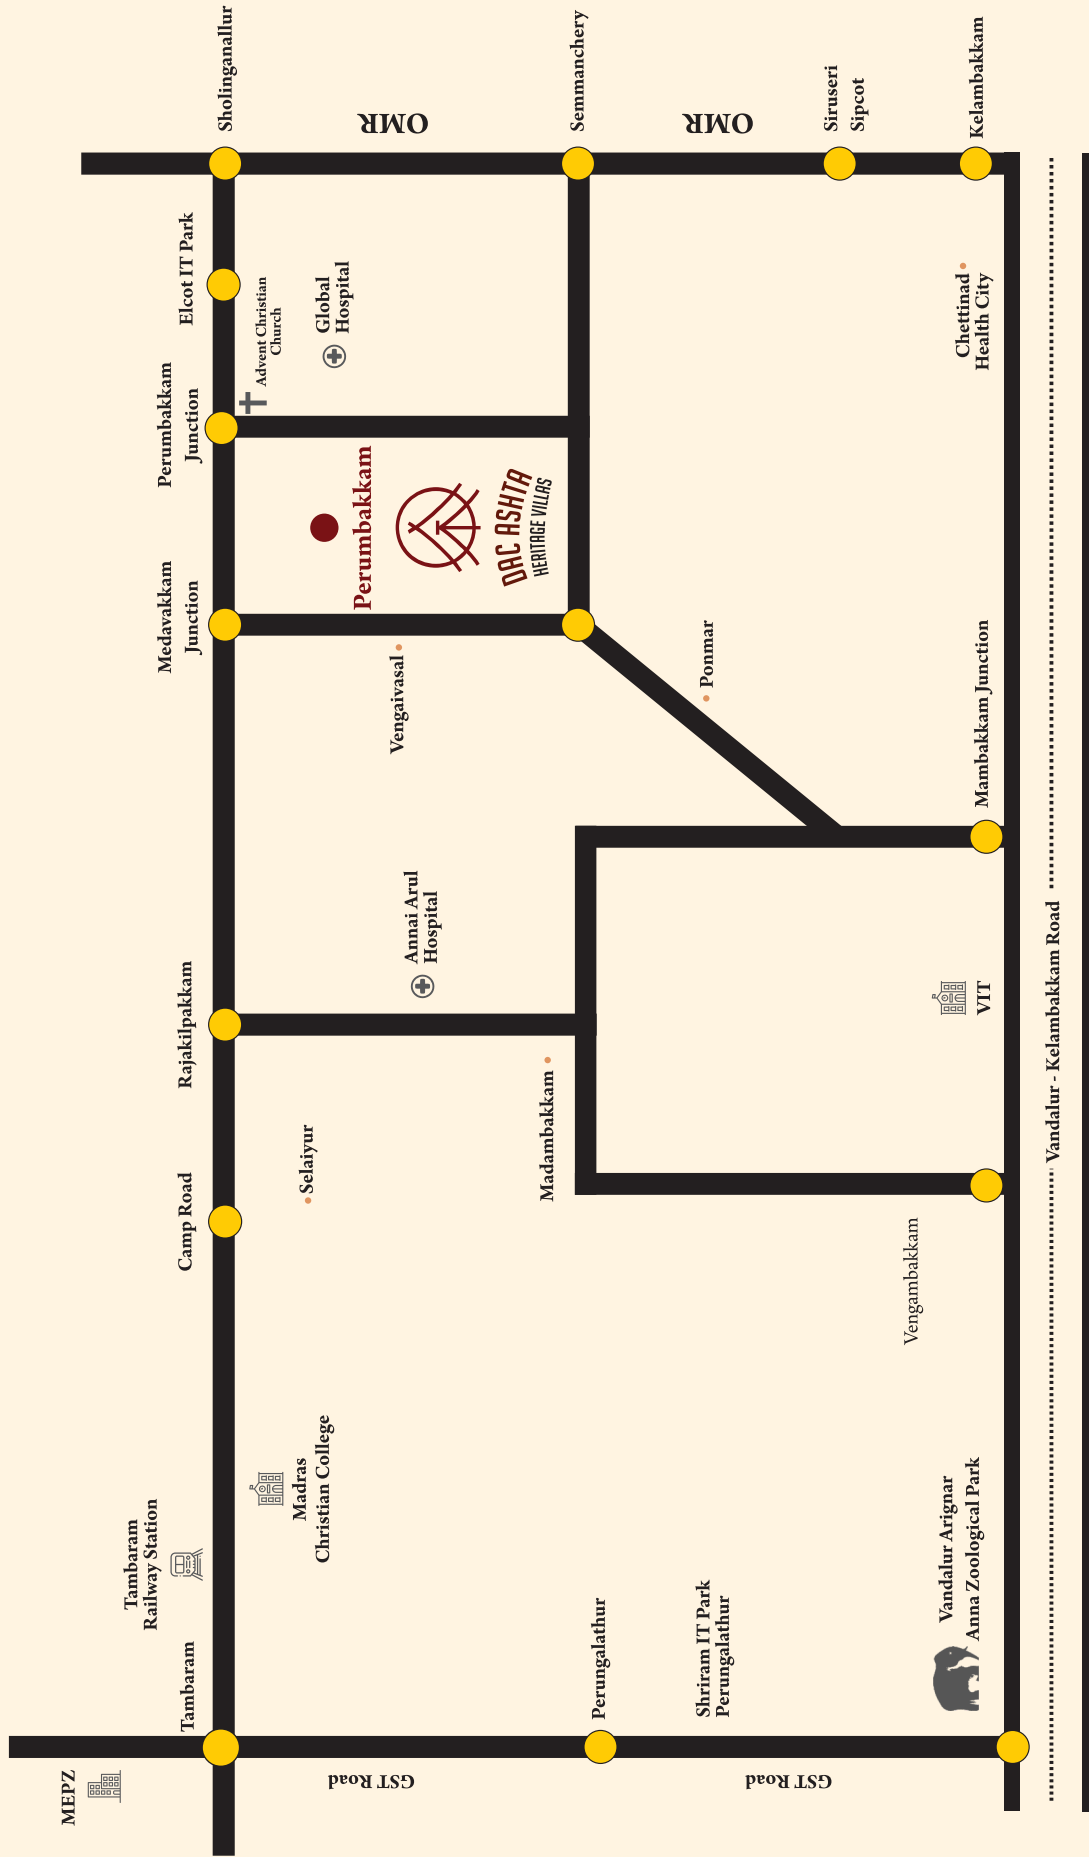 MEPZ
Tambaram
Tambaram
Railway Station
Camp Road
Rajakilpakkam
Medavakkam
Junction
Perumbakkam
Junction
Elcot IT Park
Sholinganallur
Madras
Christian College
Selaiyur
Annai Arul
Hospital
Vengaivasal
Perumbakkam
DAC ASHTA
HERITAGE VILLAS
Advent Christian
Church
Global
Hospital
OMR
GST Road
Perungalathur
Madambakkam
Semmanchery
Shriram IT Park
Perungalathur
Ponmar
OMR
GST Road
Siruseri
Sipcot
Vandalur Arignar
Anna Zoological Park
Vengambakkam
VIT
Mambakkam Junction
Chettinad
Health City
Kelambakkam
Vandalur - Kelambakkam Road